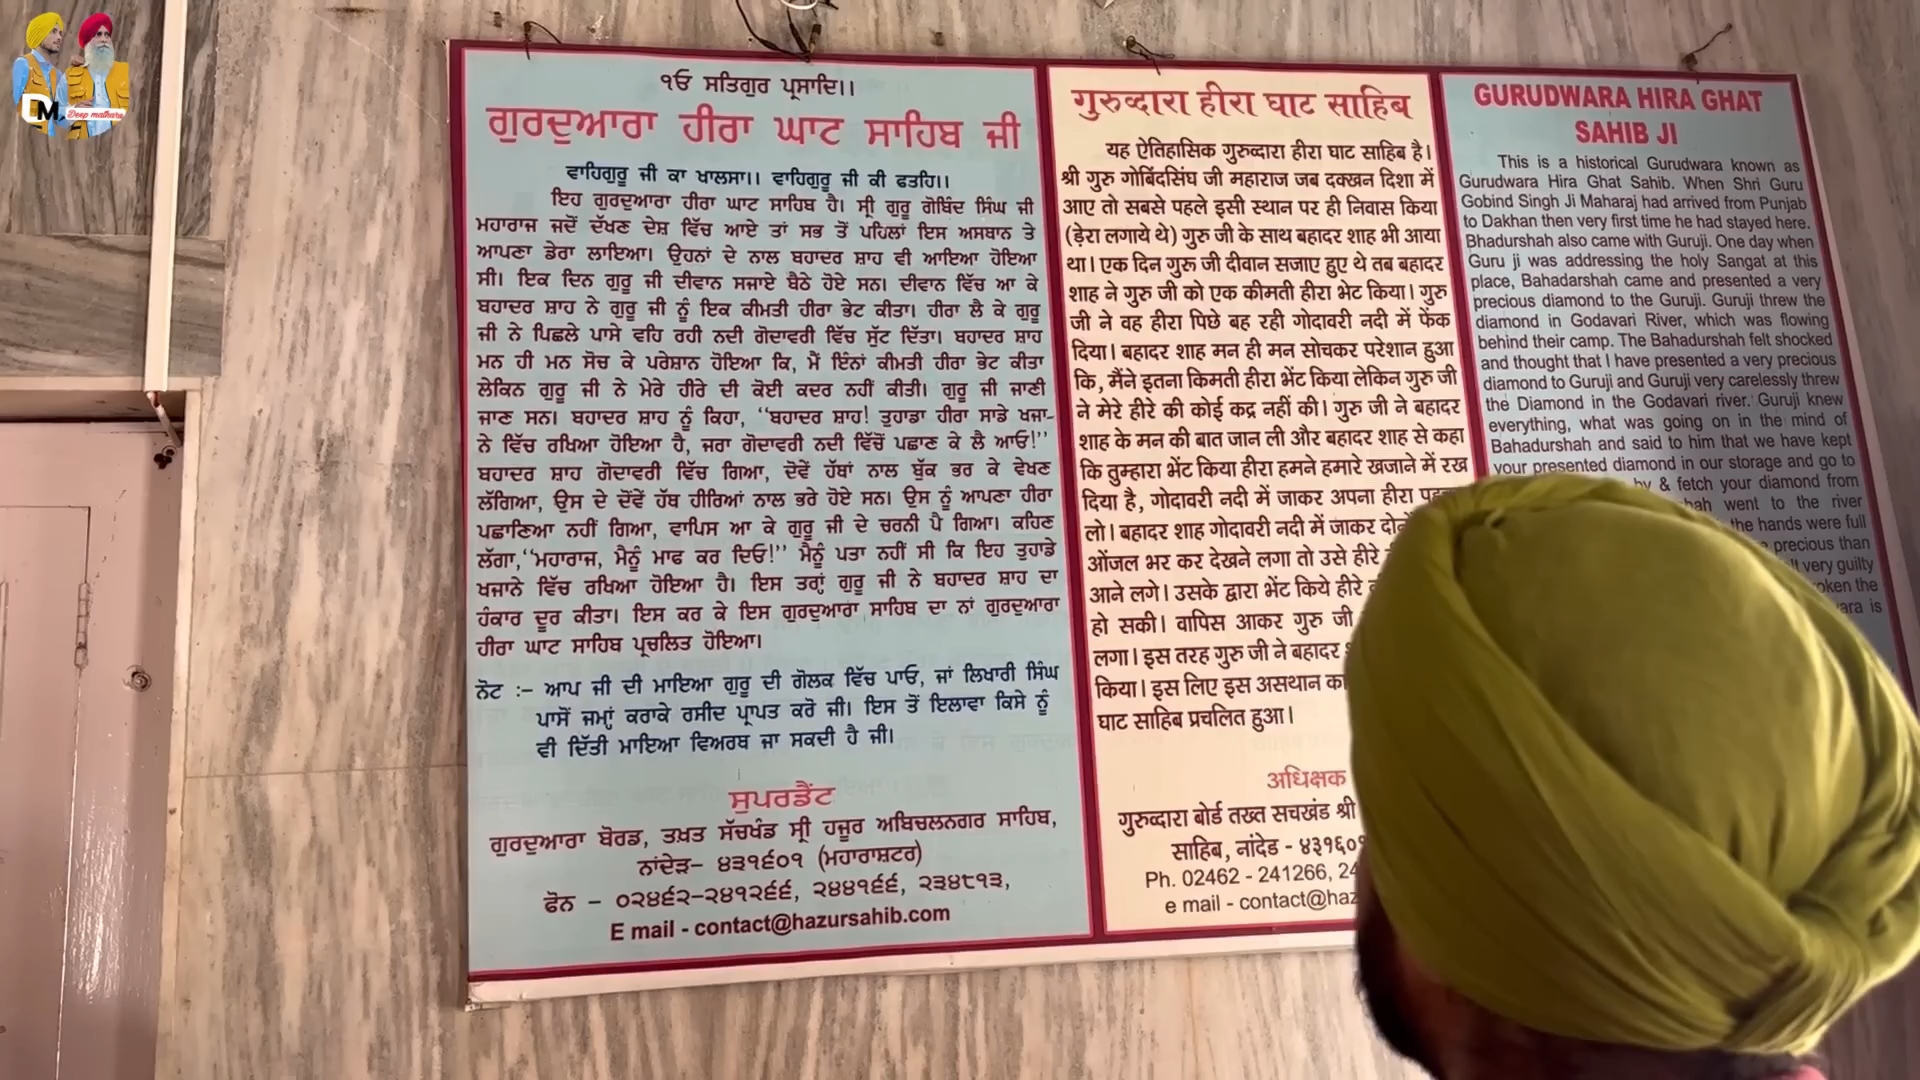 DM
Deep mathare
੧ਓ ਸਤਿਗੁਰ ਪ੍ਰਸਾਦਿ।।
ਗੁਰਦੁਆਰਾ ਹੀਰਾ ਘਾਟ ਸਾਹਿਬ ਜੀ
ਵਾਹਿਗੁਰੂ ਜੀ ਕਾ ਖਾਲਸਾ।। ਵਾਹਿਗੁਰੂ ਜੀ ਕੀ ਫਤਹਿ।।
ਇਹ ਗੁਰਦੁਆਰਾ ਹੀਰਾ ਘਾਟ ਸਾਹਿਬ ਹੈ। ਸ੍ਰੀ ਗੁਰੂ ਗੋਬਿੰਦ ਸਿੰਘ ਜੀ
ਮਹਾਰਾਜ ਜਦੋਂ ਦੱਖਣ ਦੇਸ਼ ਵਿੱਚ ਆਏ ਤਾਂ ਸਭ ਤੋਂ ਪਹਿਲਾਂ ਇਸ ਅਸਥਾਨ ਤੇ
ਆਪਣਾ ਡੇਰਾ ਲਾਇਆ। ਉਹਨਾਂ ਦੇ ਨਾਲ ਬਹਾਦਰ ਸ਼ਾਹ ਵੀ ਆਇਆ ਹੋਇਆ
ਸੀ। ਇਕ ਦਿਨ ਗੁਰੂ ਜੀ ਦੀਵਾਨ ਸਜਾਏ ਬੈਠੇ ਹੋਏ ਸਨ। ਦੀਵਾਨ ਵਿੱਚ ਆ ਕੇ
ਬਹਾਦਰ ਸ਼ਾਹ ਨੇ ਗੁਰੂ ਜੀ ਨੂੰ ਇਕ ਕੀਮਤੀ ਹੀਰਾ ਭੇਟ ਕੀਤਾ। ਹੀਰਾ ਲੈ ਕੇ ਗੁਰੂ
ਜੀ ਨੇ ਪਿਛਲੇ ਪਾਸੇ ਵਹਿ ਰਹੀ ਨਦੀ ਗੋਦਾਵਰੀ ਵਿੱਚ ਸੁੱਟ ਦਿੱਤਾ। ਬਹਾਦਰ ਸ਼ਾਹ
ਮਨ ਹੀ ਮਨ ਸੋਚ ਕੇ ਪਰੇਸ਼ਾਨ ਹੋਇਆ ਕਿ, ਮੈਂ ਇੰਨਾਂ ਕੀਮਤੀ ਹੀਰਾ ਭੇਟ ਕੀਤਾ
ਲੇਕਿਨ ਗੁਰੂ ਜੀ ਨੇ ਮੇਰੇ ਹੀਰੇ ਦੀ ਕੋਈ ਕਦਰ ਨਹੀਂ ਕੀਤੀ। ਗੁਰੂ ਜੀ ਜਾਣੀ
ਜਾਣ ਸਨ। ਬਹਾਦਰ ਸ਼ਾਹ ਨੂੰ ਕਿਹਾ, "ਬਹਾਦਰ ਸ਼ਾਹ! ਤੁਹਾਡਾ ਹੀਰਾ ਸਾਡੇ ਖਜਾ-
ਨੇ ਵਿੱਚ ਰਖਿਆ ਹੋਇਆ ਹੈ, ਜਰਾ ਗੋਦਾਵਰੀ ਨਦੀ ਵਿੱਚੋਂ ਪਛਾਣ ਕੇ ਲੈ ਆਓ!"
ਬਹਾਦਰ ਸ਼ਾਹ ਗੋਦਾਵਰੀ ਵਿੱਚ ਗਿਆ, ਦੋਵੇਂ ਹੱਥਾਂ ਨਾਲ ਬੁੱਕ ਭਰ ਕੇ ਵੇਖਣ
ਲੱਗਿਆ, ਉਸ ਦੇ ਦੋਵੇਂ ਹੱਥ ਹੀਰਿਆਂ ਨਾਲ ਭਰੇ ਹੋਏ ਸਨ। ਉਸ ਨੂੰ ਆਪਣਾ ਹੀਰਾ
ਪਛਾਣਿਆ ਨਹੀਂ ਗਿਆ, ਵਾਪਿਸ ਆ ਕੇ ਗੁਰੂ ਜੀ ਦੇ ਚਰਨੀ ਪੈ ਗਿਆ। ਕਹਿਣ
ਲੱਗਾ,"ਮਹਾਰਾਜ, ਮੈਨੂੰ ਮਾਫ ਕਰ ਦਿਓ!" ਮੈਨੂੰ ਪਤਾ ਨਹੀਂ ਸੀ ਕਿ ਇਹ ਤੁਹਾਡੇ
ਖਜਾਨੇ ਵਿੱਚ ਰਖਿਆ ਹੋਇਆ ਹੈ। ਇਸ ਤਰ੍ਹਾਂ ਗੁਰੂ ਜੀ ਨੇ ਬਹਾਦਰ ਸ਼ਾਹ ਦਾ
ਹੰਕਾਰ ਦੂਰ ਕੀਤਾ। ਇਸ ਕਰ ਕੇ ਇਸ ਗੁਰਦੁਆਰਾ ਸਾਹਿਬ ਦਾ ਨਾਂ ਗੁਰਦੁਆਰਾ
ਹੀਰਾ ਘਾਟ ਸਾਹਿਬ ਪ੍ਰਚਲਿਤ ਹੋਇਆ।
ਨੋਟ :– ਆਪ ਜੀ ਦੀ ਮਾਇਆ ਗੁਰੂ ਦੀ ਗੋਲਕ ਵਿੱਚ ਪਾਓ, ਜਾਂ ਲਿਖਾਰੀ ਸਿੰਘ
ਪਾਸੋਂ ਜਮ੍ਹਾਂ ਕਰਾਕੇ ਰਸੀਦ ਪ੍ਰਾਪਤ ਕਰੋ ਜੀ। ਇਸ ਤੋਂ ਇਲਾਵਾ ਕਿਸੇ ਨੂੰ
ਵੀ ਦਿੱਤੀ ਮਾਇਆ ਵਿਅਰਥ ਜਾ ਸਕਦੀ ਹੈ ਜੀ।
ਸੁਪਰਡੈਂਟ
ਗੁਰਦੁਆਰਾ ਬੋਰਡ, ਤਖ਼ਤ ਸੱਚਖੰਡ ਸ੍ਰੀ ਹਜ਼ੂਰ ਅਬਿਚਲਨਗਰ ਸਾਹਿਬ,
ਨਾਂਦੇੜ– ੪੩੧੬੦੧ (ਮਹਾਰਾਸ਼ਟਰ)
ਫੋਨ – ੦੨੪੬੨–੨੪੧੨੬੬, ੨੪੪੧੬੬, ੨੩੪੮੧੩,
E mail - contact@hazursahib.com
गुरुव्दारा हीरा घाट साहिब
यह ऐतिहासिक गुरुव्दारा हीरा घाट साहिब है।
श्री गुरु गोबिंदसिंघ जी महाराज जब दक्खन दिशा में
आए तो सबसे पहले इसी स्थान पर ही निवास किया
(ड़ेरा लगाये थे) गुरु जी के साथ बहादर शाह भी आया
था। एक दिन गुरू जी दीवान सजाए हुए थे तब बहादर
शाह ने गुरु जी को एक कीमती हीरा भेट किया। गुरु
जी ने वह हीरा पिछे बह रही गोदावरी नदी में फेंक
दिया। बहादर शाह मन ही मन सोचकर परेशान हुआ
कि, मैंने इतना किमती हीरा भेंट किया लेकिन गुरु जी
ने मेरे हीरे की कोई कद्र नहीं की। गुरु जी ने बहादर
शाह के मन की बात जान ली और बहादर शाह से कहा
कि तुम्हारा भेंट किया हीरा हमने हमारे खजाने में रख
दिया है, गोदावरी नदी में जाकर अपना हीरा
लो। बहादर शाह गोदावरी नदी में जाकर
ओंजल भर कर देखने लगा तो उसे हीरे
आने लगे। उसके द्वारा भेंट किये हीरे
हो सकी। वापिस आकर गुरु जी
लगा। इस तरह गुरु जी ने बहादर
किया। इस लिए इस असथान का
घाट साहिब प्रचलित हुआ।
अधिक्षक
गुरुव्दारा बोर्ड तख्त सचखंड श्री
साहिब, नांदेड - ४३१६०१
Ph. 02462 - 241266, 24
e mail - contact@haz
GURUDWARA HIRA GHAT
SAHIB JI
This is a historical Gurudwara known as
Gurudwara Hira Ghat Sahib. When Shri Guru
Gobind Singh Ji Maharaj had arrived from Punjab
to Dakhan then very first time he had stayed here.
Bhadurshah also came with Guruji. One day when
Guru ji was addressing the holy Sangat at this
place, Bahadarshah came and presented a very
precious diamond to the Guruji. Guruji threw the
diamond in Godavari River, which was flowing
behind their camp. The Bahadurshah felt shocked
and thought that I have presented a very precious
diamond to Guruji and Guruji very carelessly threw
the Diamond in the Godavari river. Guruji knew
everything, what was going on in the mind of
Bahadurshah and said to him that we have kept
your presented diamond in our storage and go to
by & fetch your diamond from
went to the river
the hands were full
precious than
very guilty
the
is